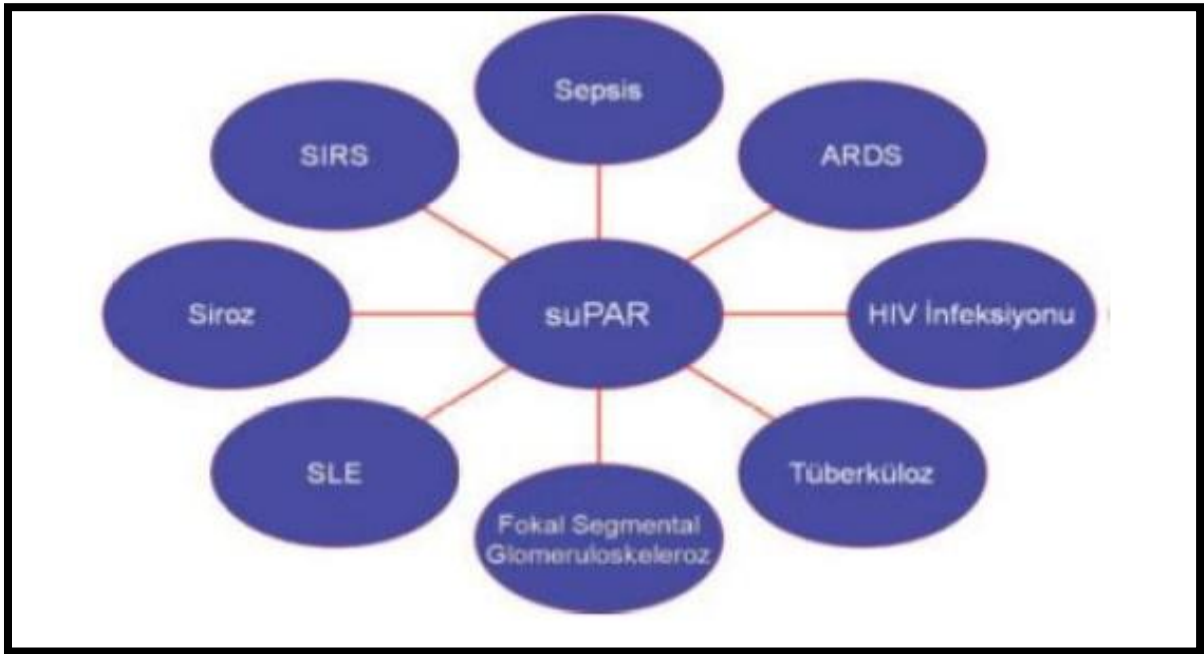 Sepsis
SIRS
ARDS
Siroz
suPAR
HIV İnfeksiyonu
SLE
Tüberküloz
Fokal Segmental
Glomeruloskeleroz